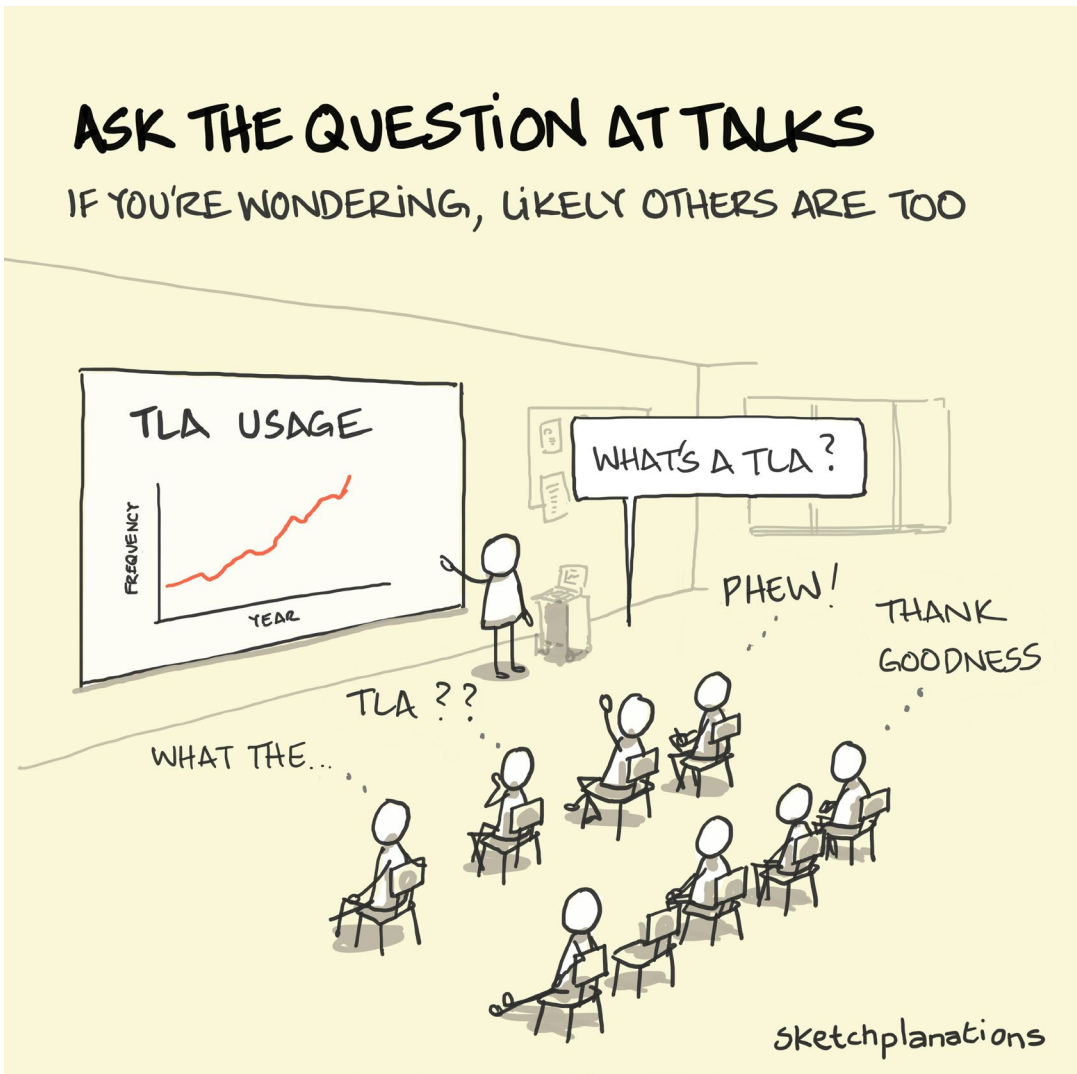 ASK THE QUESTION AT TALKS
IF YOU'RE WONDERING, LIKELY OTHERS ARE TOO
TLA USAGE
FREQUENCY
YEAR
WHAT'S A TLA?
PHEW!
THANK
GOODNESS
TLA ??
WHAT THE...
sketchplanations